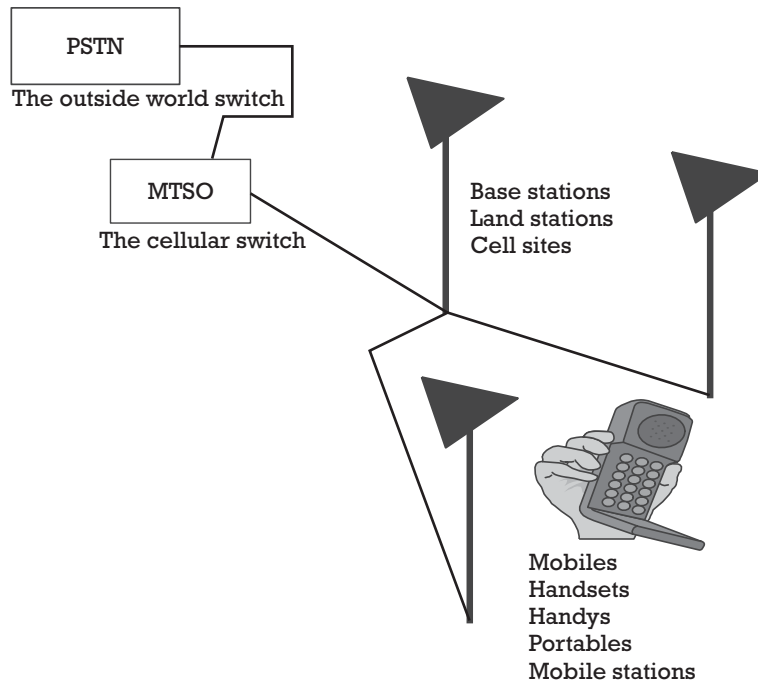 PSTN
The outside world switch
MTSO
The cellular switch
Base stations
Land stations
Cell sites
Mobiles
Handsets
Handys
Portables
Mobile stations